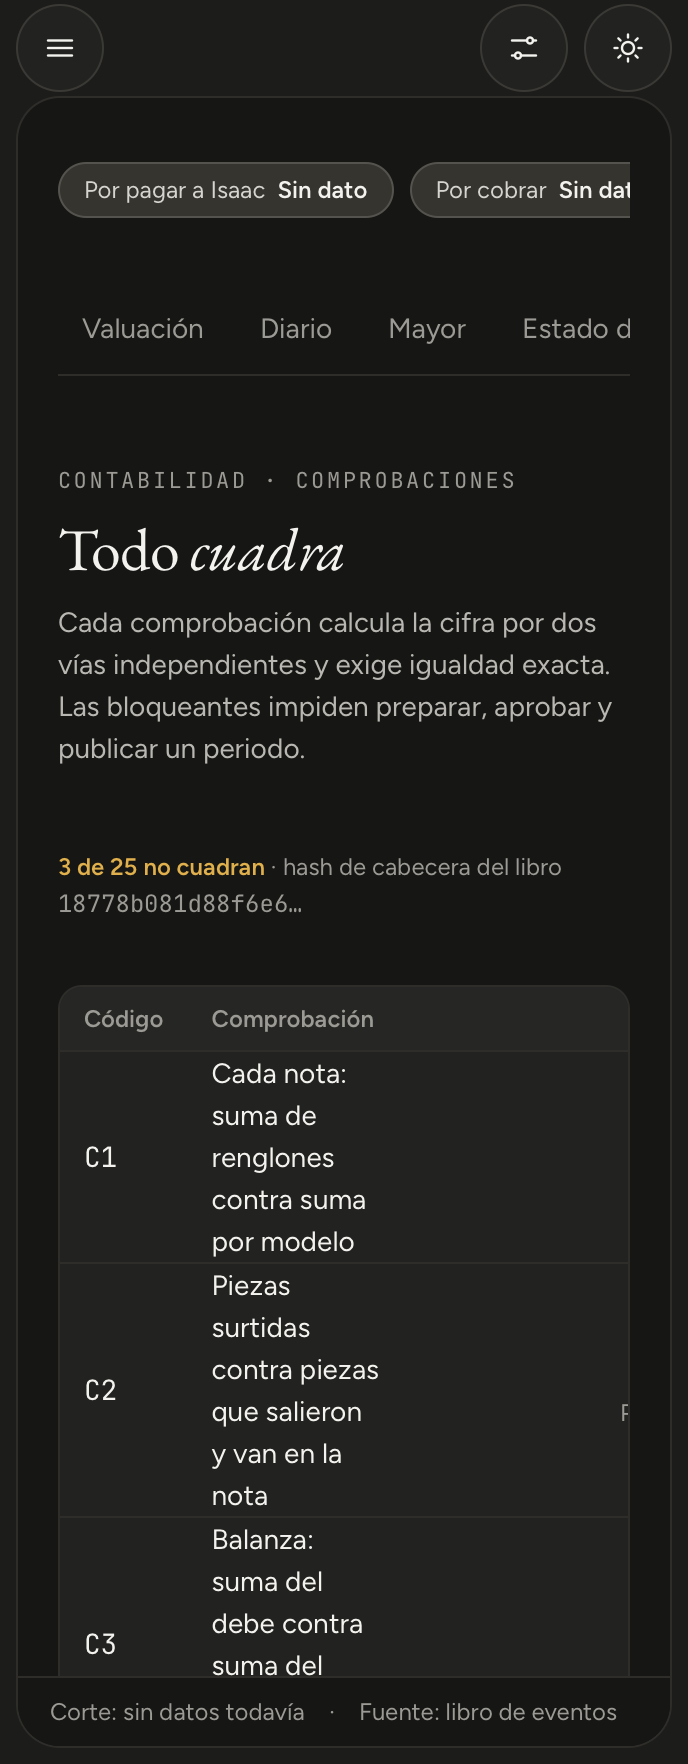 Por pagar a Isaac Sin dato
Por cobrar Sin dat
Valuación Diario Mayor Estado d
CONTABILIDAD · COMPROBACIONES
Todo cuadra
Cada comprobación calcula la cifra por dos
vías independientes y exige igualdad exacta.
Las bloqueantes impiden preparar, aprobar y
publicar un periodo.
3 de 25 no cuadran · hash de cabecera del libro
18778b081d88f6e6…
Código Comprobación
C1
Cada nota:
suma de
renglones
contra suma
por modelo
C2
Piezas
surtidas
contra piezas
que salieron
y van en la
nota
C3
Balanza:
suma del
debe contra
suma del
Corte: sin datos todavía · Fuente: libro de eventos